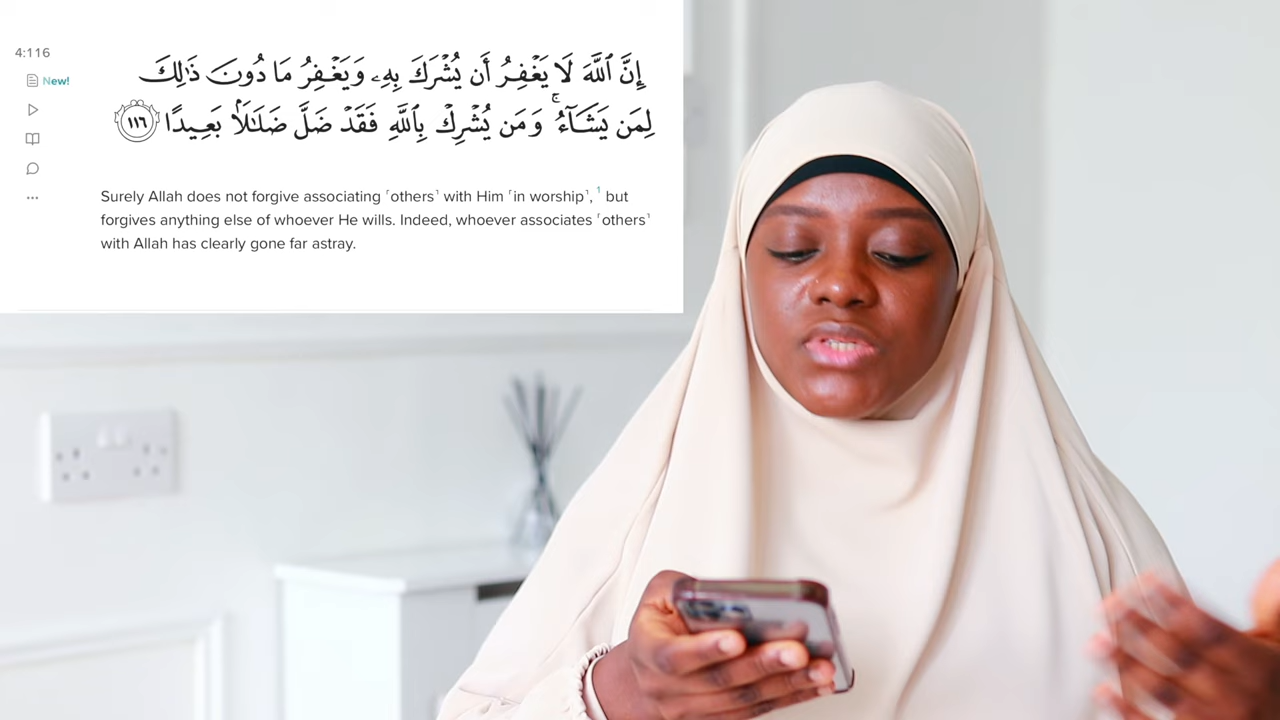 4:116
New!
إِنَّ ٱللَّهَ لَا يَغْفِرُ أَن يُشْرَكَ بِهِۦ وَيَغْفِرُ مَا دُونَ ذَٰلِكَ
لِمَن يَشَآءُ ۚ وَمَن يُشْرِكْ بِٱللَّهِ فَقَدْ ضَلَّ ضَلَـٰلًۢا بَعِيدًا ١١٦
Surely Allah does not forgive associating ˹others˺ with Him ˹in worship˺, 1 but
forgives anything else of whoever He wills. Indeed, whoever associates ˹others˺
with Allah has clearly gone far astray.